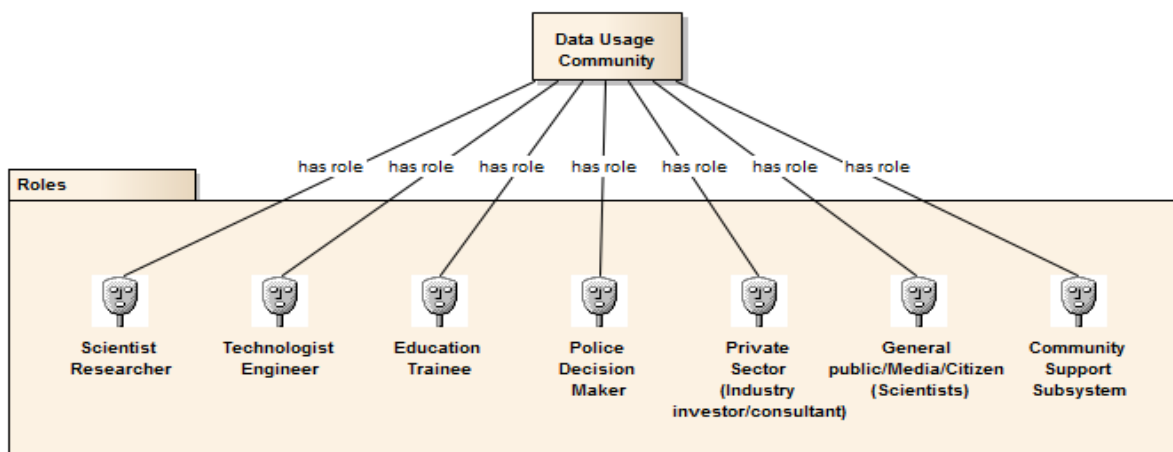 Data Usage
Community
has role has role has role has role has role has role has role
Roles
Scientist
Researcher
Technologist
Engineer
Education
Trainee
Police
Decision
Maker
Private
Sector
(Industry
investor/consultant)
General
public/Media/Citizen
(Scientists)
Community
Support
Subsystem